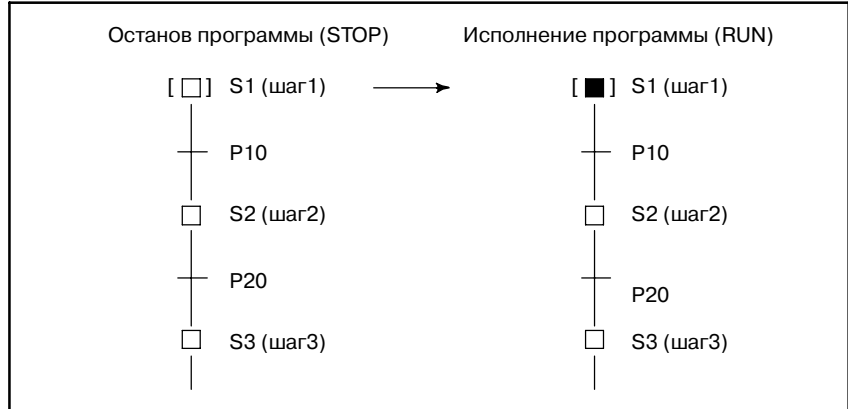 Останов программы (STOP) Исполнение программы (RUN)
[ ] S1 (шаг1) [ ] S1 (шаг1)
P10 P10
S2 (шаг2) S2 (шаг2)
P20 P20
S3 (шаг3) S3 (шаг3)